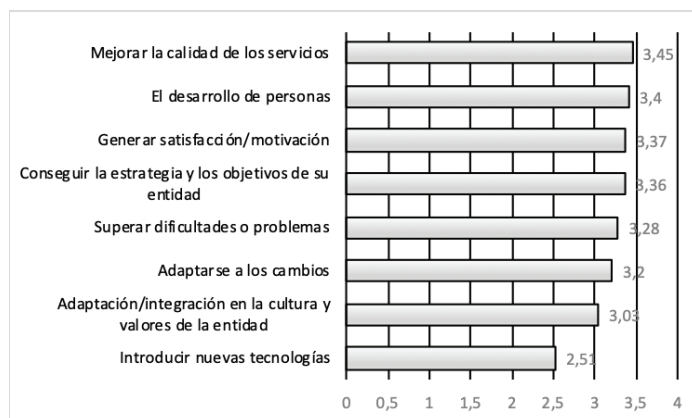 Mejorar la calidad de los servicios
3,45
El desarrollo de personas
3,4
Generar satisfacción/motivación
3,37
Conseguir la estrategia y los objetivos de su
entidad
3,36
Superar dificultades o problemas
3,28
Adaptarse a los cambios
3,2
Adaptación/integración en la cultura y
valores de la entidad
3,03
Introducir nuevas tecnologías
2,51
0 0,5 1 1,5 2 2,5 3 3,5 4